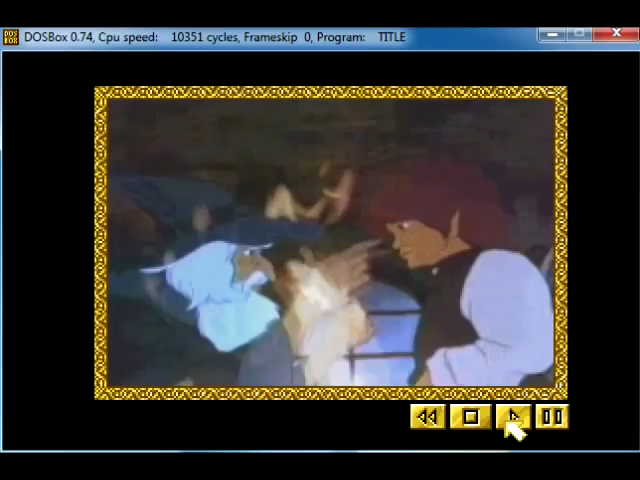 DOSBox 0.74, Cpu speed: 10351 cycles, Frameskip 0, Program: TITLE